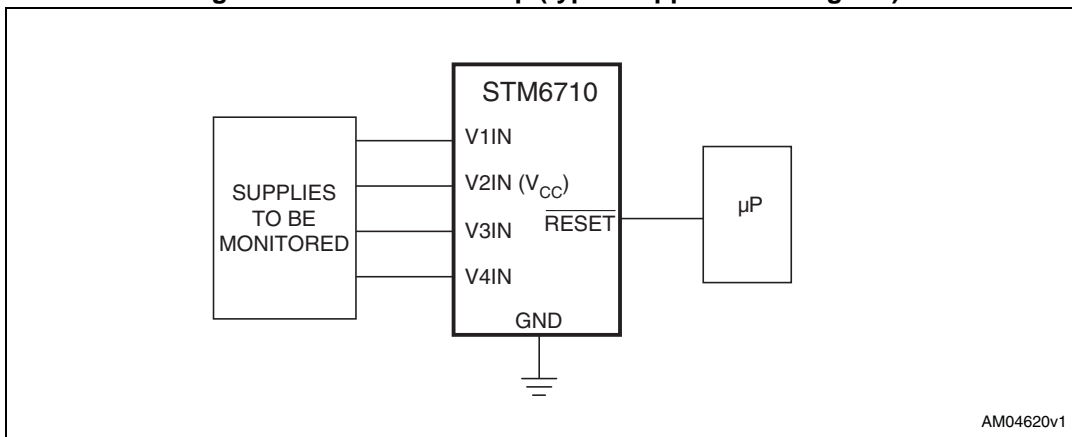 STM6710
V1IN
V2IN (VCC)
V3IN
RESET
V4IN
GND
SUPPLIES
TO BE
MONITORED
µP
AM04620v1